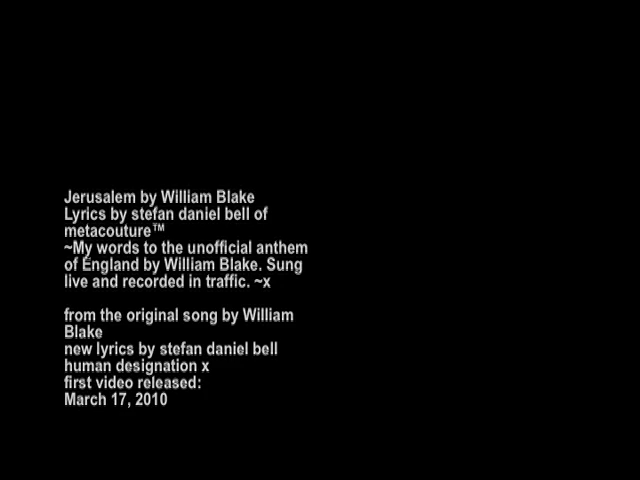 Jerusalem by William Blake
Lyrics by stefan daniel bell of
metacouture™
~My words to the unofficial anthem
of England by William Blake. Sung
live and recorded in traffic. ~x
from the original song by William
Blake
new lyrics by stefan daniel bell
human designation x
first video released:
March 17, 2010